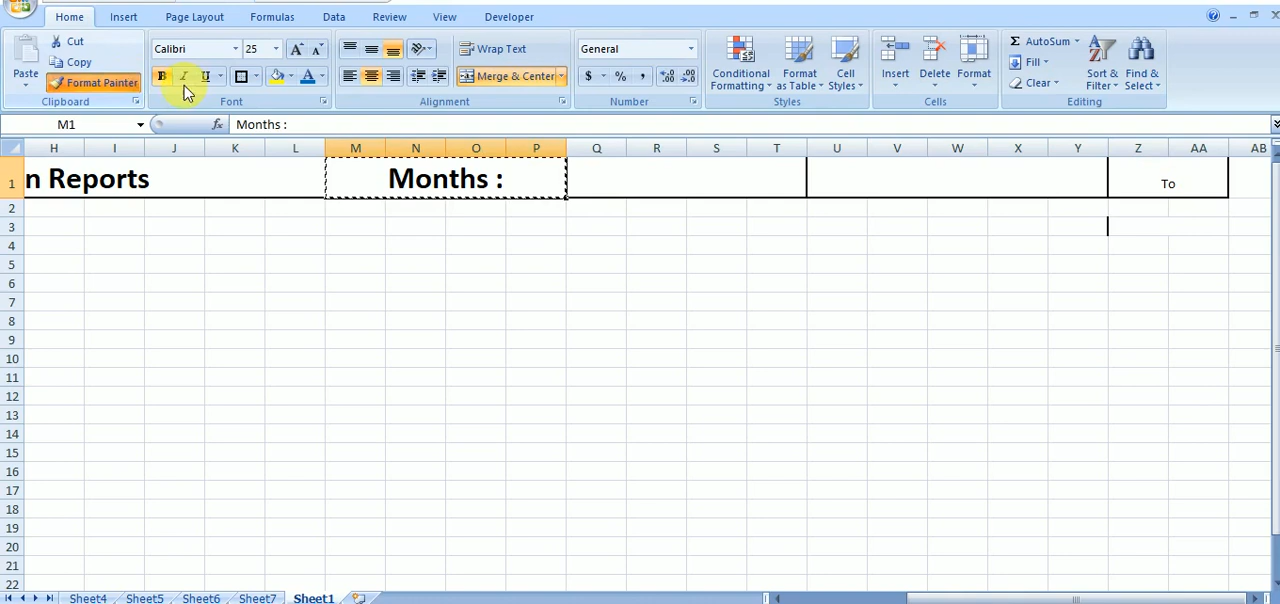 Home Insert Page Layout Formulas Data Review View Developer
Cut Calibri 25 A A Wrap Text General AutoSum
Copy Fill
Paste Format Painter B I U A Merge & Center $ % , .0 .00 .00 .0 Conditional Formatting Format as Table Cell Styles Insert Delete Format Clear Sort & Filter Find & Select
Clipboard Font Alignment Number Styles Cells Editing
M1 fx Months :
H I J K L M N O P Q R S T U V W X Y Z AA AB
1 n Reports Months : To
2
3
4
5
6
7
8
9
10
11
12
13
14
15
16
17
18
19
20
21
22
Sheet4 Sheet5 Sheet6 Sheet7 Sheet1